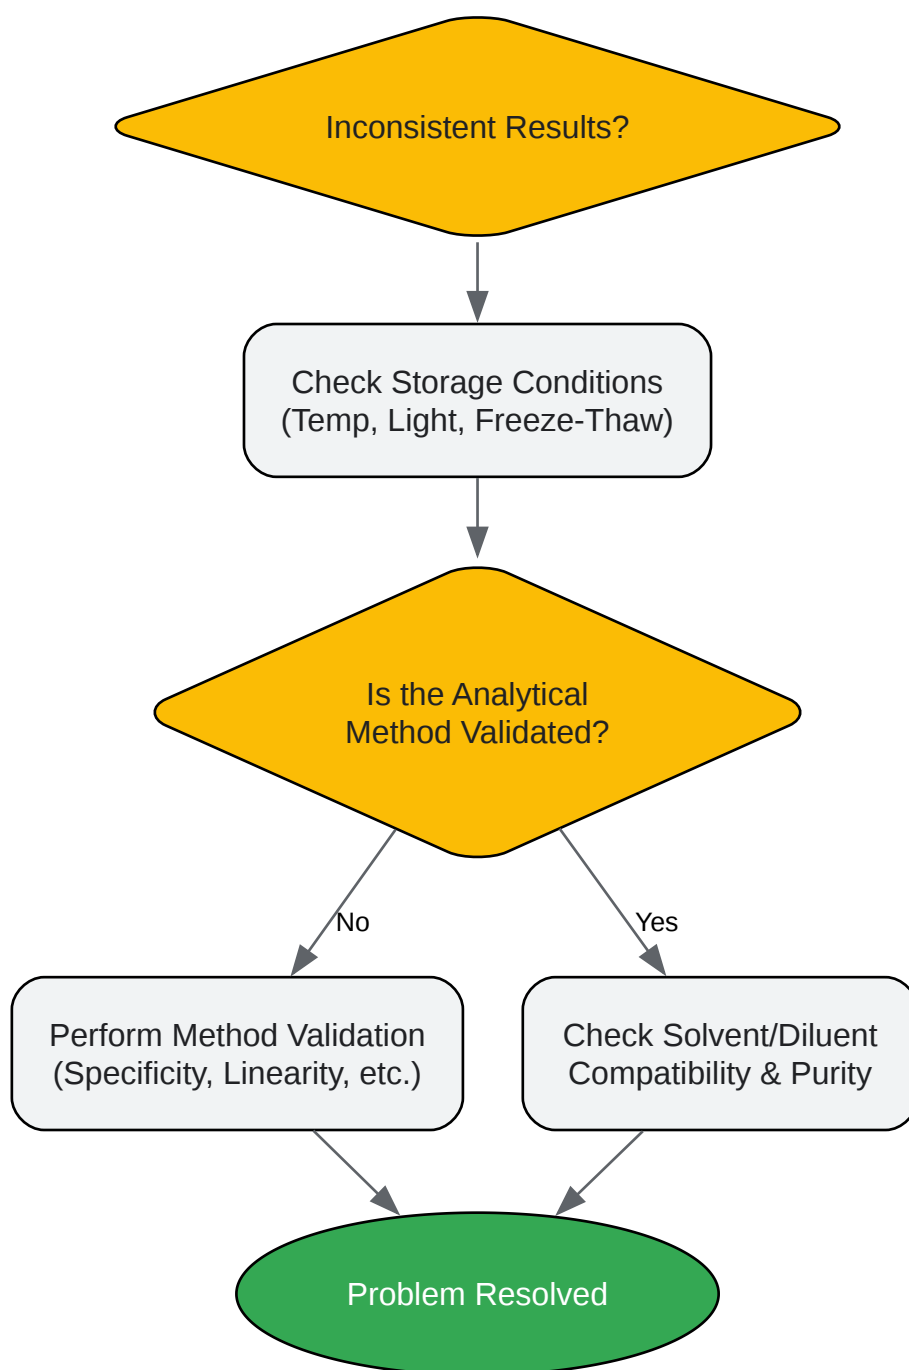 Inconsistent Results?
Check Storage Conditions
(Temp, Light, Freeze-Thaw)
Is the Analytical
Method Validated?
No
Yes
Perform Method Validation
(Specificity, Linearity, etc.)
Check Solvent/Diluent
Compatibility & Purity
Problem Resolved